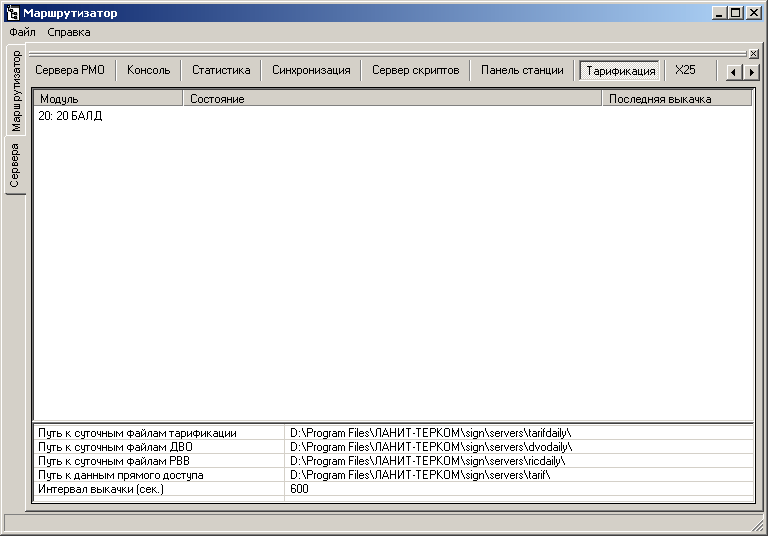 Маршрутизатор
Файл Справка
Маршрутизатор
Сервера
Сервера РМО Консоль Статистика Синхронизация Сервер скриптов Панель станции Тарификация X25
Модуль Состояние Последняя выкачка
20: 20 БАЛД
Путь к суточным файлам тарификации D:\Program Files\ЛАНИТ-ТЕРКОМ\sign\servers\tarifdaily\
Путь к суточным файлам ДВО D:\Program Files\ЛАНИТ-ТЕРКОМ\sign\servers\dvodaily\
Путь к суточным файлам РВВ D:\Program Files\ЛАНИТ-ТЕРКОМ\sign\servers\ricdaily\
Путь к данным прямого доступа D:\Program Files\ЛАНИТ-ТЕРКОМ\sign\servers\tarif\
Интервал выкачки (сек.) 600